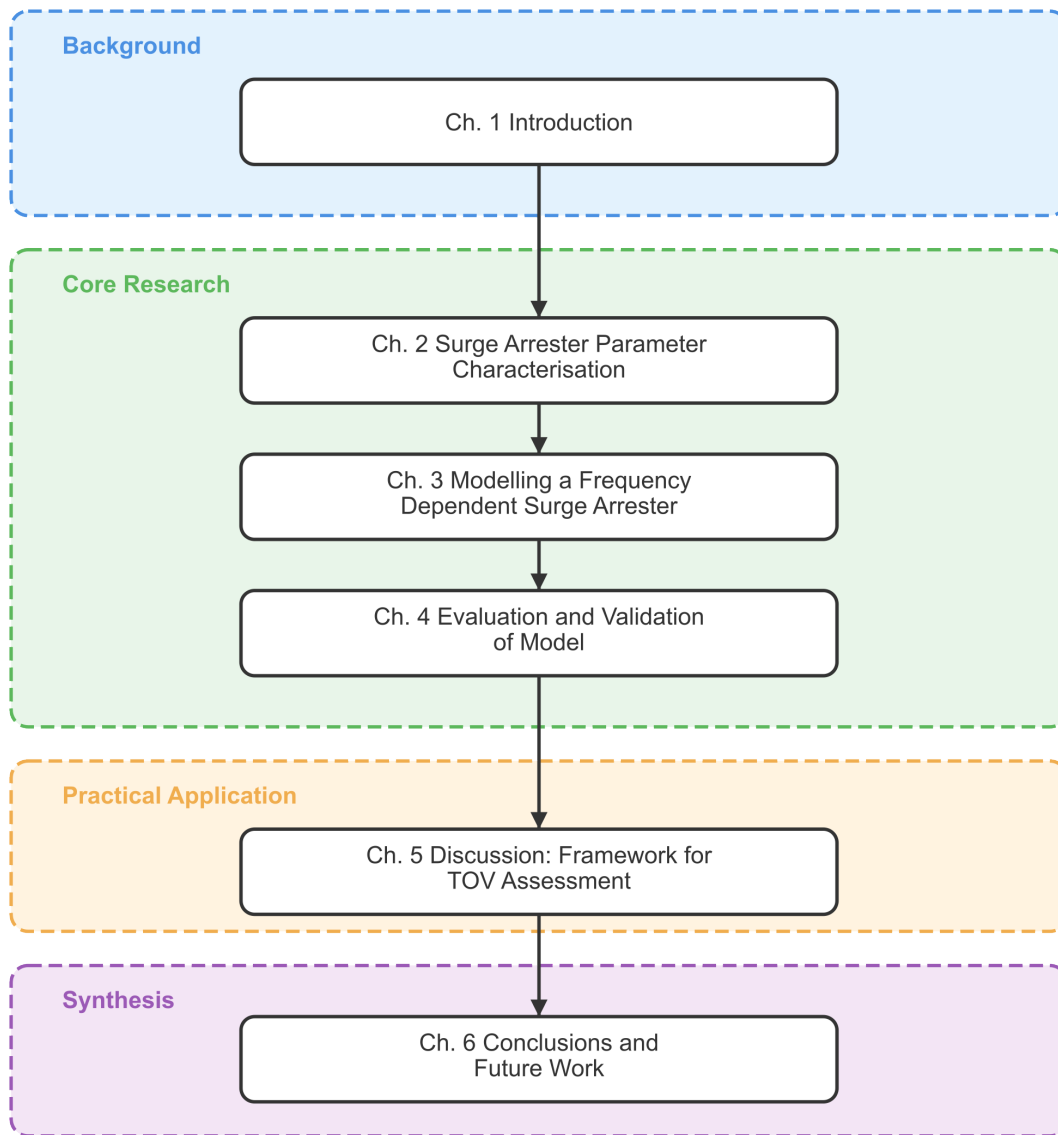 Background
Ch. 1 Introduction
Core Research
Ch. 2 Surge Arrester Parameter
Characterisation
Ch. 3 Modelling a Frequency
Dependent Surge Arrester
Ch. 4 Evaluation and Validation
of Model
Practical Application
Ch. 5 Discussion: Framework for
TOV Assessment
Synthesis
Ch. 6 Conclusions and
Future Work